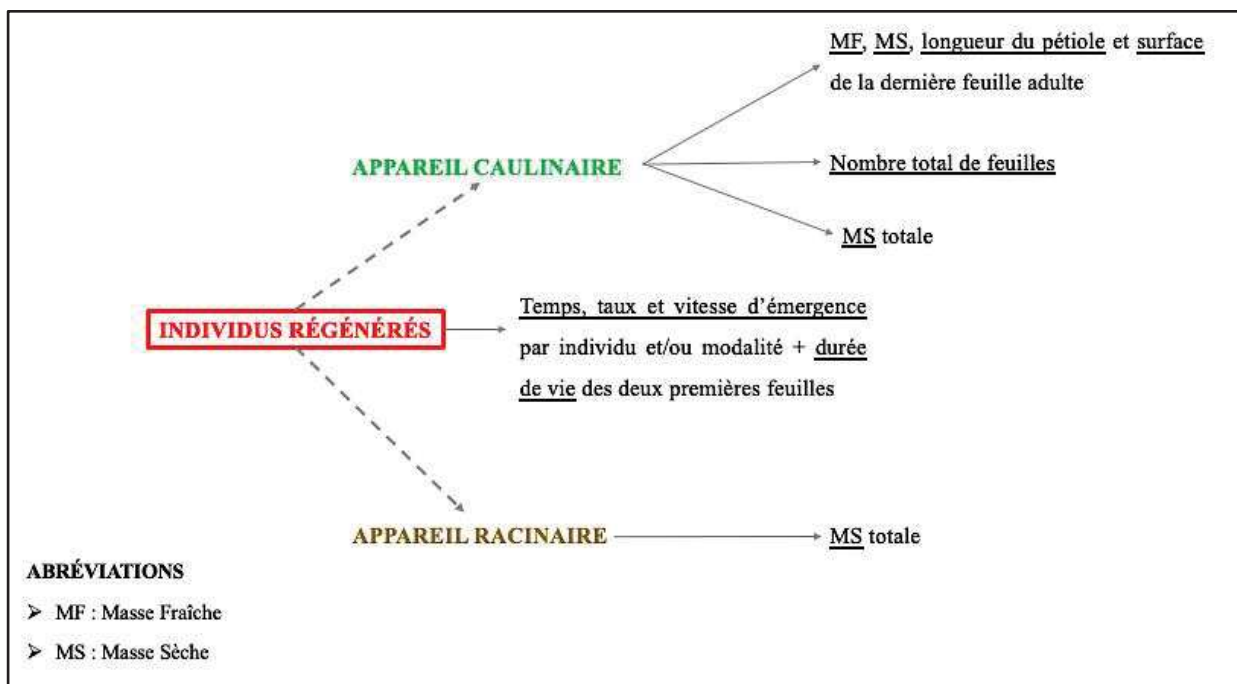 MF, MS, longueur du pétiole et surface
de la dernière feuille adulte
APPAREIL CAULINAIRE
Nombre total de feuilles
MS totale
INDIVIDUS RÉGÉNÉRÉS
Temps, taux et vitesse d'émergence
par individu et/ou modalité + durée
de vie des deux premières feuilles
APPAREIL RACINAIRE
MS totale
ABRÉVIATIONS
➢ MF : Masse Fraîche
➢ MS : Masse Sèche